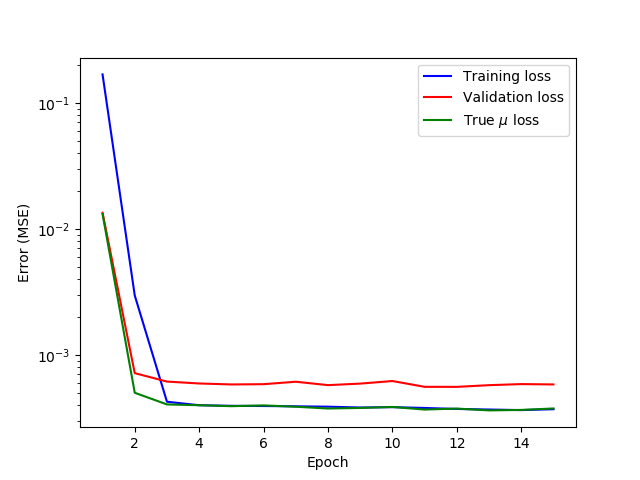 Training loss
Validation loss
True μ loss
10⁻¹
10⁻²
10⁻³
Error (MSE)
2 4 6 8 10 12 14
Epoch